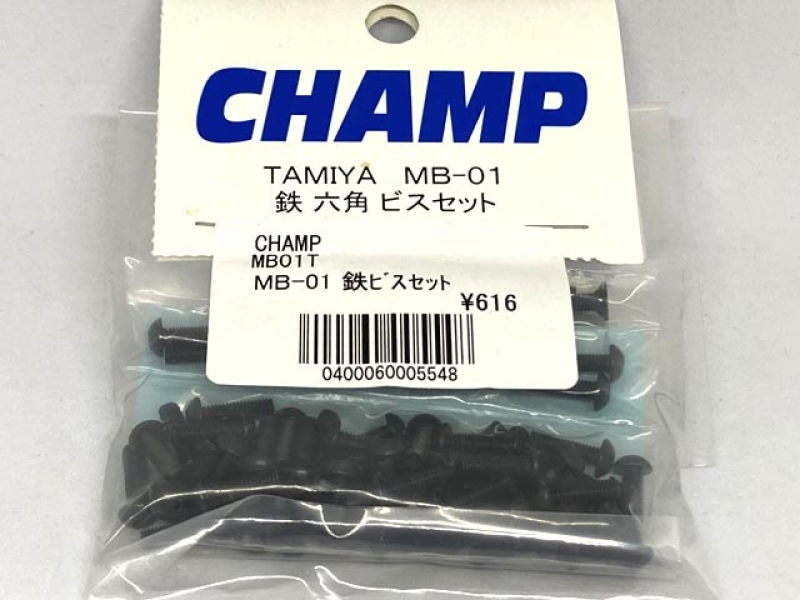 CHAMP
TAMIYA　MB-01
鉄 六角 ビスセット
CHAMP
MB01T
MB-01 鉄ﾋﾞｽｾｯﾄ
¥616
0400060005548